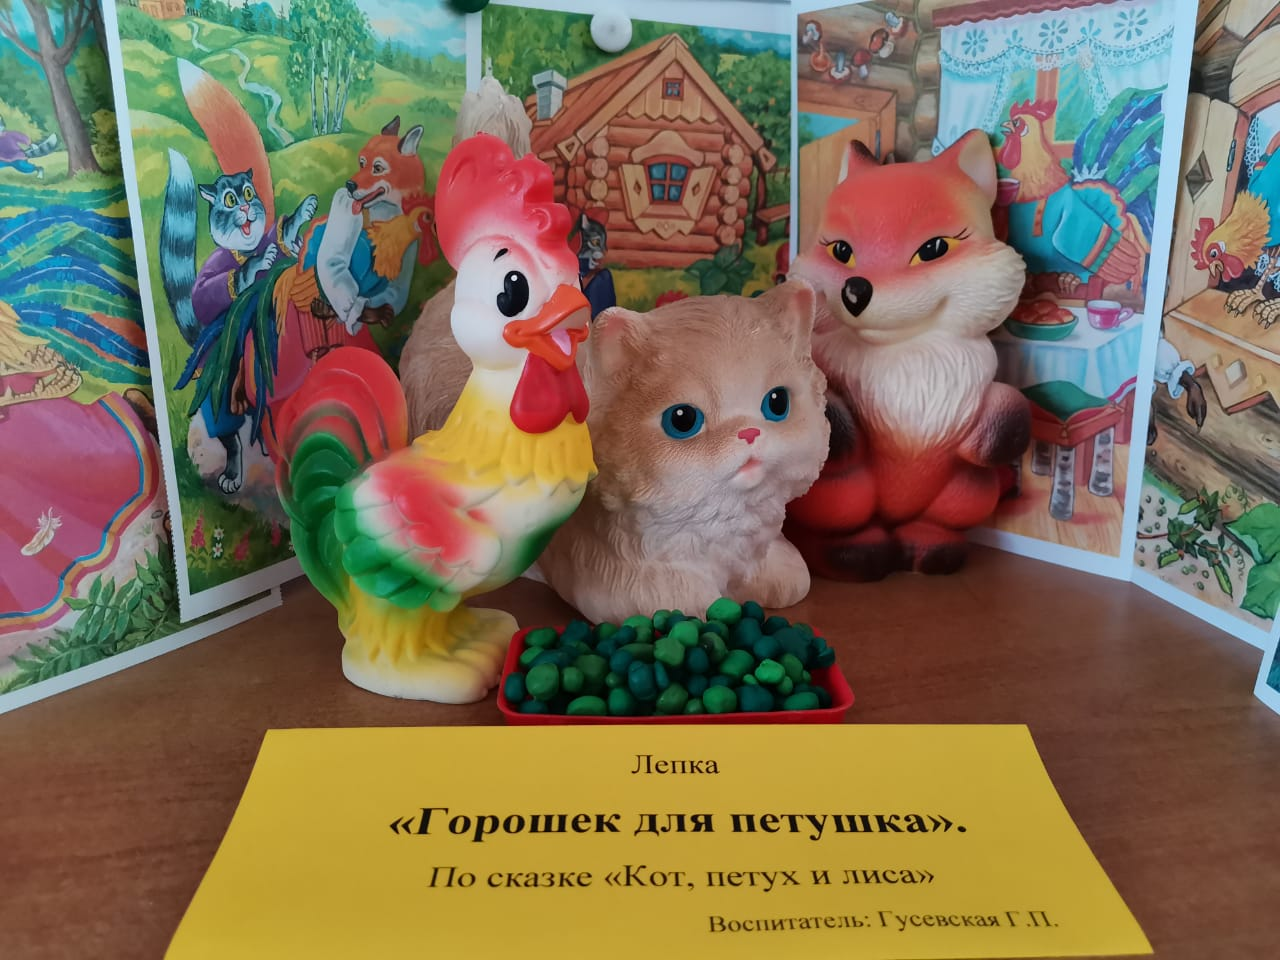 Лепка
«Горошек для петушка».
По сказке «Кот, петух и лиса»
Воспитатель: Гусевская Г.П.